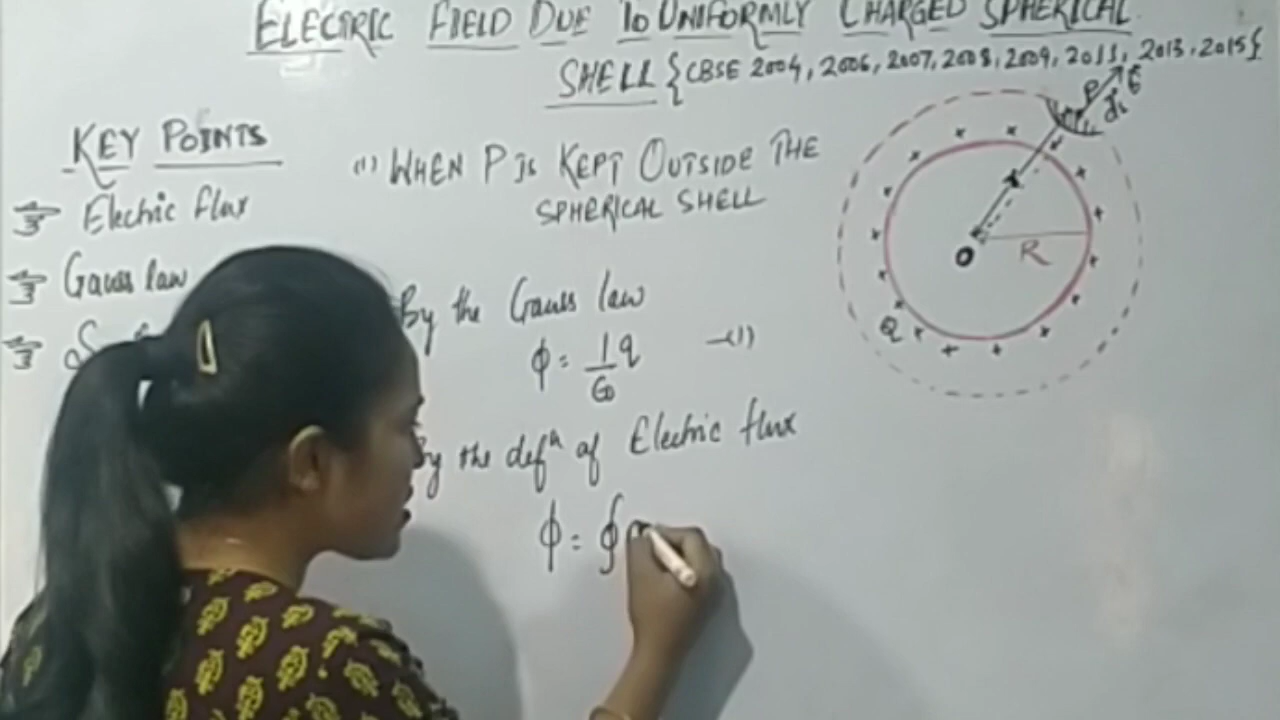 ELECTRIC FIELD DUE TO UNIFORMLY CHARGED SPHERICAL
SHELL {CBSE 2004, 2006, 2007, 2008, 2009, 2011, 2013, 2015}
KEY POINTS
Electric flux
Gauss law
(1) WHEN P IS KEPT OUTSIDE THE
SPHERICAL SHELL
By the Gauss law
ϕ = 1/ε0 q —(1)
By the defn of Electric flux
ϕ = ∮
P
E
O
R
Q